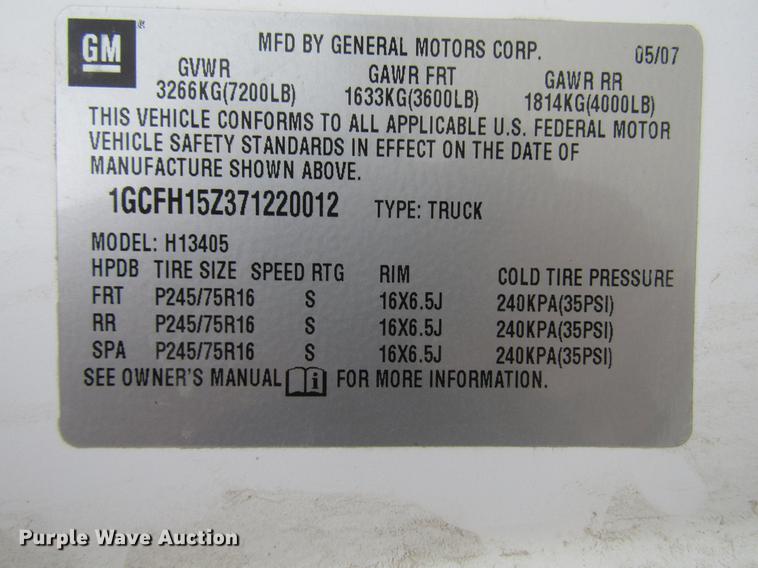 GM
MFD BY GENERAL MOTORS CORP. 05/07
GVWR GAWR FRT GAWR RR
3266KG(7200LB) 1633KG(3600LB) 1814KG(4000LB)
THIS VEHICLE CONFORMS TO ALL APPLICABLE U.S. FEDERAL MOTOR
VEHICLE SAFETY STANDARDS IN EFFECT ON THE DATE OF
MANUFACTURE SHOWN ABOVE.
1GCFH15Z371220012 TYPE: TRUCK
MODEL: H13405
HPDB TIRE SIZE SPEED RTG RIM COLD TIRE PRESSURE
FRT P245/75R16 S 16X6.5J 240KPA(35PSI)
RR P245/75R16 S 16X6.5J 240KPA(35PSI)
SPA P245/75R16 S 16X6.5J 240KPA(35PSI)
SEE OWNER'S MANUAL i FOR MORE INFORMATION.
Purple Wave Auction